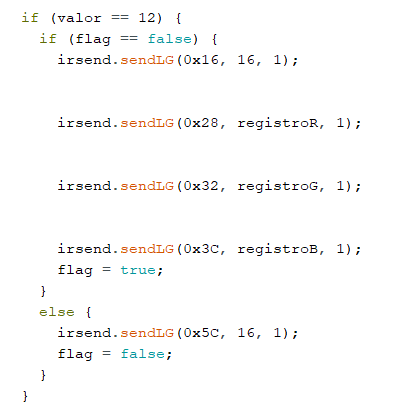 if (valor == 12) {
if (flag == false) {
irsend.sendLG(0x16, 16, 1);
irsend.sendLG(0x28, registroR, 1);
irsend.sendLG(0x32, registroG, 1);
irsend.sendLG(0x3C, registroB, 1);
flag = true;
}
else {
irsend.sendLG(0x5C, 16, 1);
flag = false;
}
}